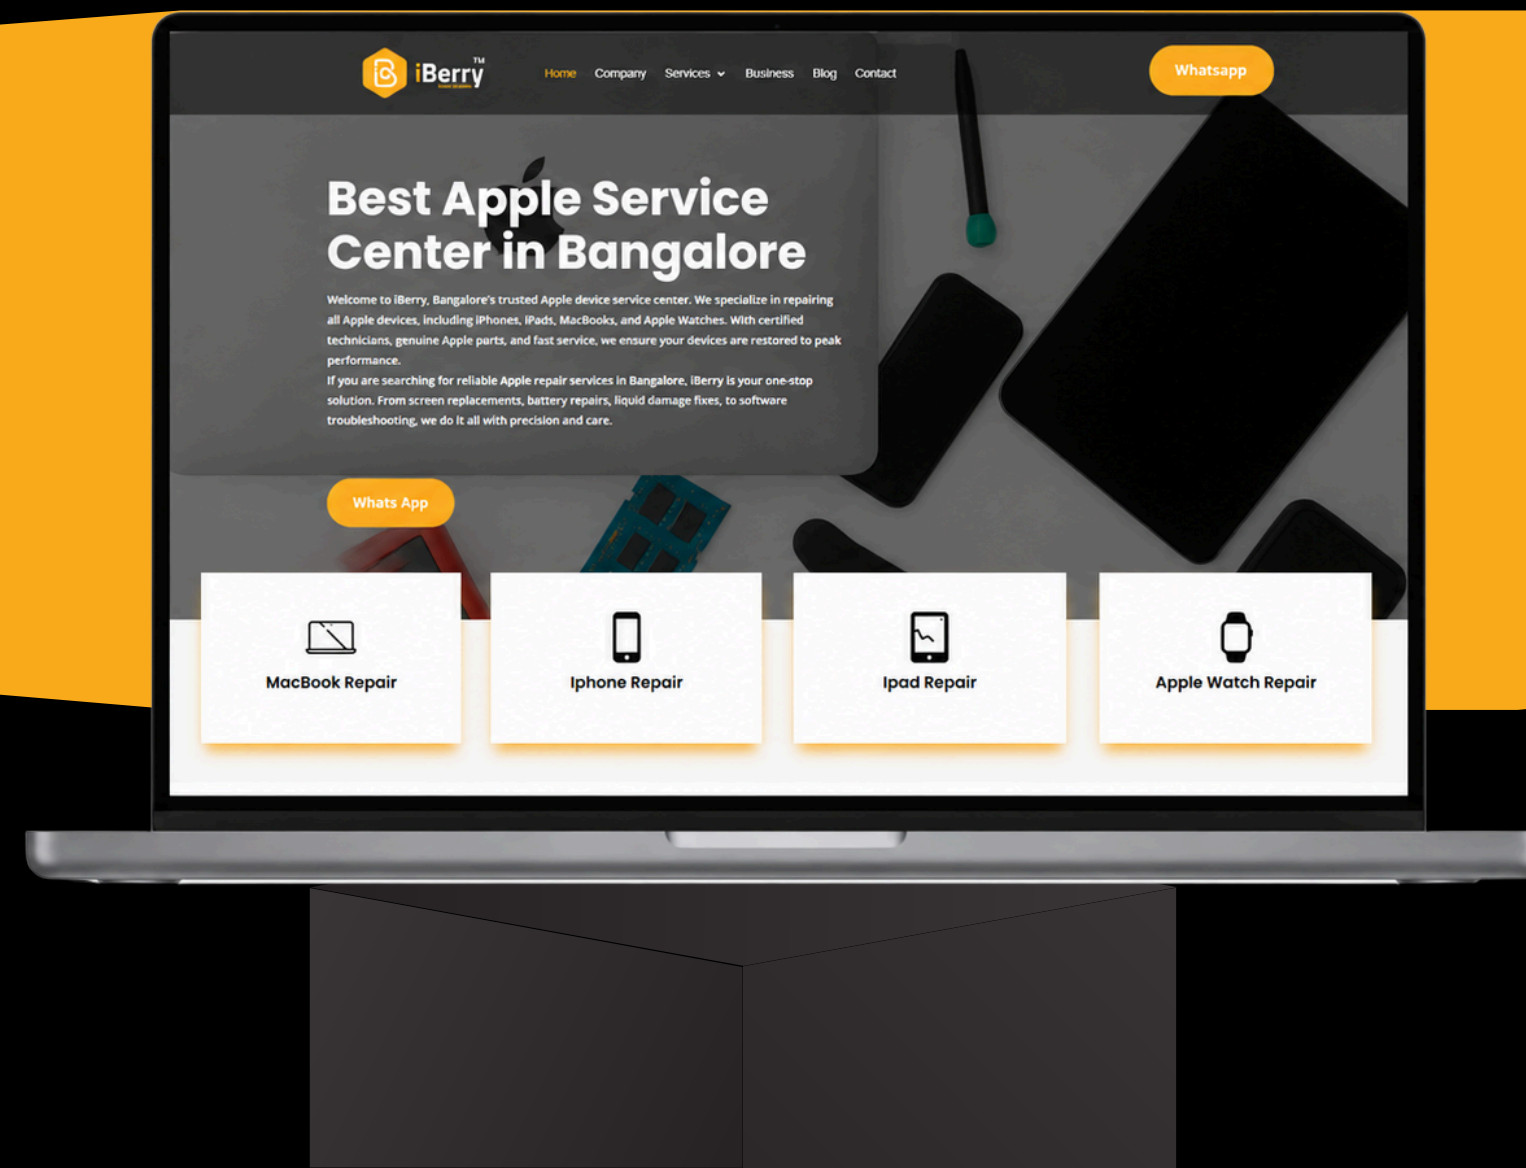 iBerry™
Home Company Services Business Blog Contact
Whatsapp
Best Apple Service
Center in Bangalore
Welcome to iBerry, Bangalore's trusted Apple device service center. We specialize in repairing
all Apple devices, including iPhones, iPads, MacBooks, and Apple Watches. With certified
technicians, genuine Apple parts, and fast service, we ensure your devices are restored to peak
performance.
If you are searching for reliable Apple repair services in Bangalore, iBerry is your one-stop
solution. From screen replacements, battery repairs, liquid damage fixes, to software
troubleshooting, we do it all with precision and care.
Whats App
MacBook Repair
Iphone Repair
Ipad Repair
Apple Watch Repair